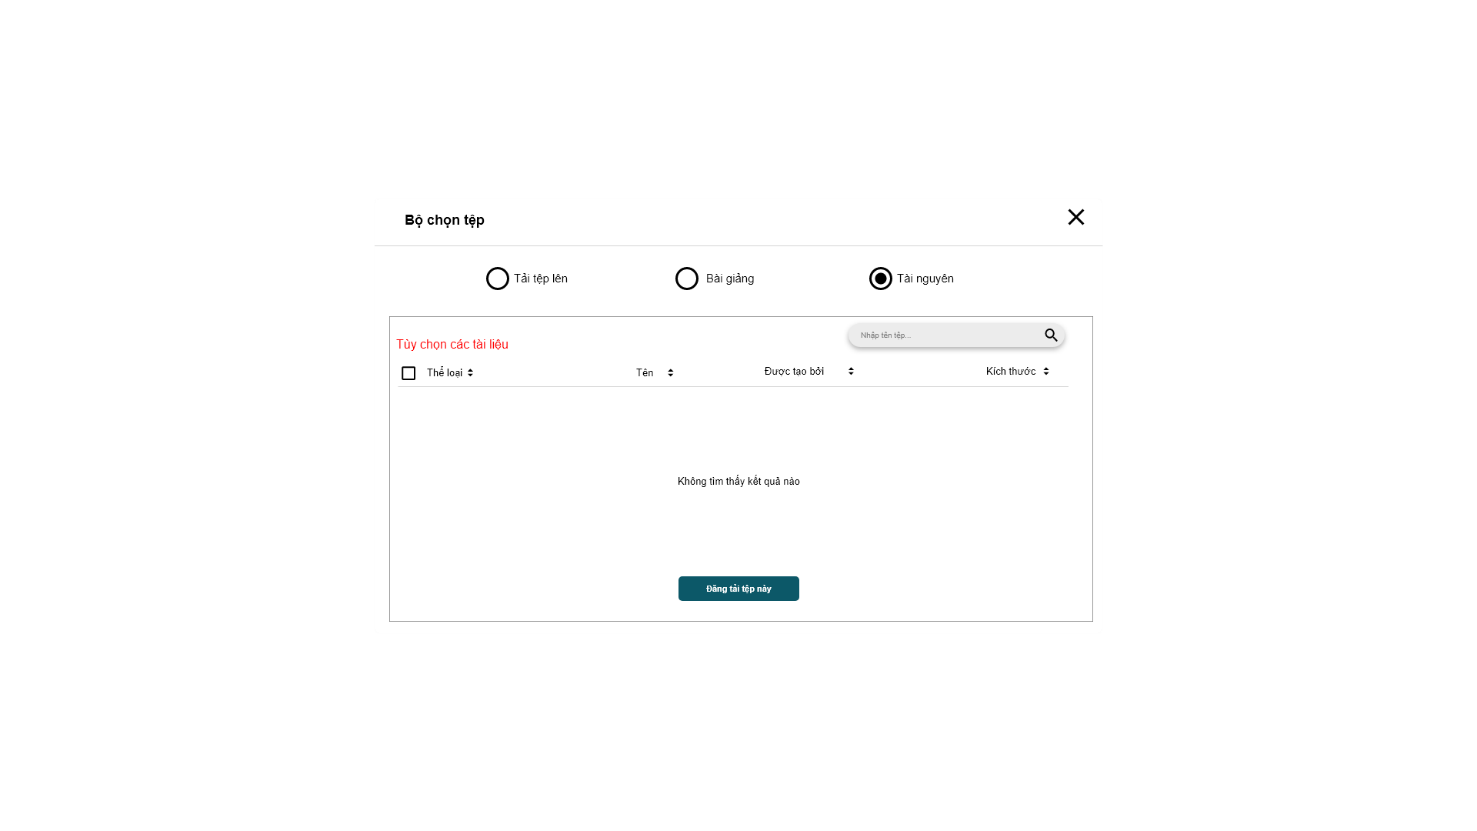 Bộ chọn tệp
Tải tệp lên
Bài giảng
Tài nguyên
Nhập tên tệp...
Tùy chọn các tài liệu
Thể loại
Tên
Được tạo bởi
Kích thước
Không tìm thấy kết quả nào
Đăng tải tệp này